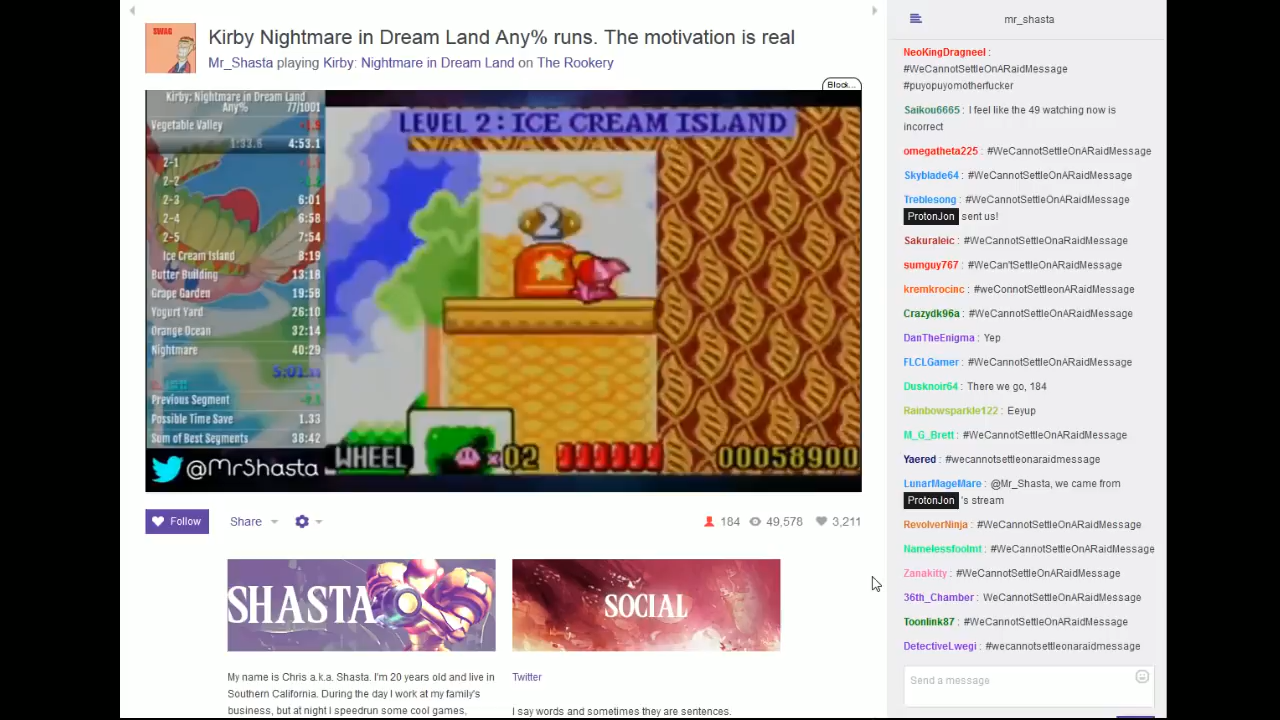 SWAG
Kirby Nightmare in Dream Land Any% runs. The motivation is real
Mr_Shasta playing Kirby: Nightmare in Dream Land on The Rookery
Block...
Kirby: Nightmare in Dream Land
Any% 77/1001
Vegetable Valley
1:33.6 4:53.1
2-1
2-2
2-3 6:01
2-4 6:58
2-5 7:54
Ice Cream Island 8:19
Butter Building 13:18
Grape Garden 19:58
Yogurt Yard 26:10
Orange Ocean 32:14
Nightmare 40:29
Previous Segment
Possible Time Save 1.33
Sum of Best Segments 38:42
@MrShasta
LEVEL 2 : ICE CREAM ISLAND
2
WHEEL x02 00058900
Follow Share 184 49,578 3,211
SHASTA
SOCIAL
My name is Chris a.k.a. Shasta. I'm 20 years old and live in
Southern California. During the day I work at my family's
business, but at night I speedrun some cool games,
Twitter
I say words and sometimes they are sentences.
mr_shasta
NeoKingDragneel :
#WeCannotSettleOnARaidMessage
#puyopuyomotherfucker
Saikou6665 : I feel like the 49 watching now is
incorrect
omegatheta225 : #WeCannotSettleOnARaidMessage
Skyblade64 : #WeCannotSettleOnARaidMessage
Treblesong : #WeCannotSettleOnARaidMessage
ProtonJon sent us!
Sakuraleic : #WeCannotSettleOnaRaidMessage
sumguy767 : #WeCan'tSettleOnARaidMessage
kremkrocinc : #weCannotSettleOnARaidMessage
Crazydk96a : #WeCannotSettleOnARaidMessage
DanTheEnigma : Yep
FLCLGamer : #WeCannotSettleOnARaidMessage
Dusknoir64 : There we go, 184
Rainbowsparkle122 : Eeyup
M_G_Brett : #WeCannotSettleOnARaidMessage
Yaered : #wecannotsettleonaraidmessage
LunarMageMare : @Mr_Shasta, we came from
ProtonJon 's stream
RevolverNinja : #WeCannotSettleOnARaidMessage
Namelessfoolmt : #WeCannotSettleOnARaidMessage
Zanakitty : #WeCannotSettleOnARaidMessage
36th_Chamber : WeCannotSettleOnARaidMessage
Toonlink87 : #WeCannotSettleOnARaidMessage
DetectiveLwegi : #wecannotsettleonaraidmessage
Send a message